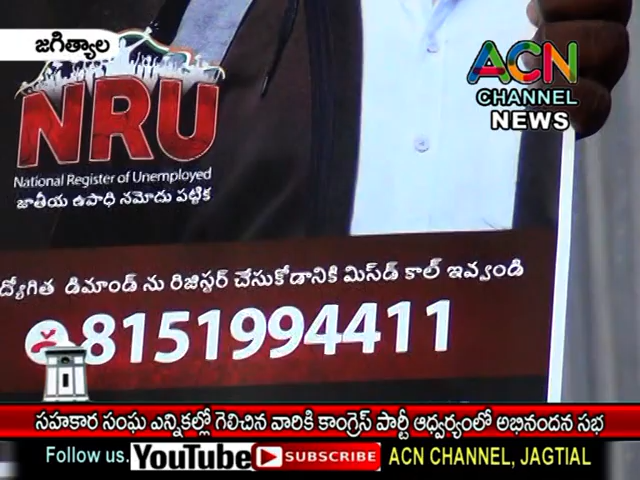 జగిత్యాల
ACN
CHANNEL
NEWS
NRU
National Register of Unemployed
జాతీయ ఉపాధి నమోదు పట్టిక
ద్యోగిత డిమాండ్ ను రిజిస్టర్ చేసుకోడానికి మిస్‌డ్ కాల్ ఇవ్వండి
8151994411
సహకార సంఘ ఎన్నికల్లో గెలిచిన వారికి కాంగ్రెస్ పార్టీ ఆధ్వర్యంలో అభినందన సభ
Follow us. YouTube SUBSCRIBE ACN CHANNEL, JAGTIAL